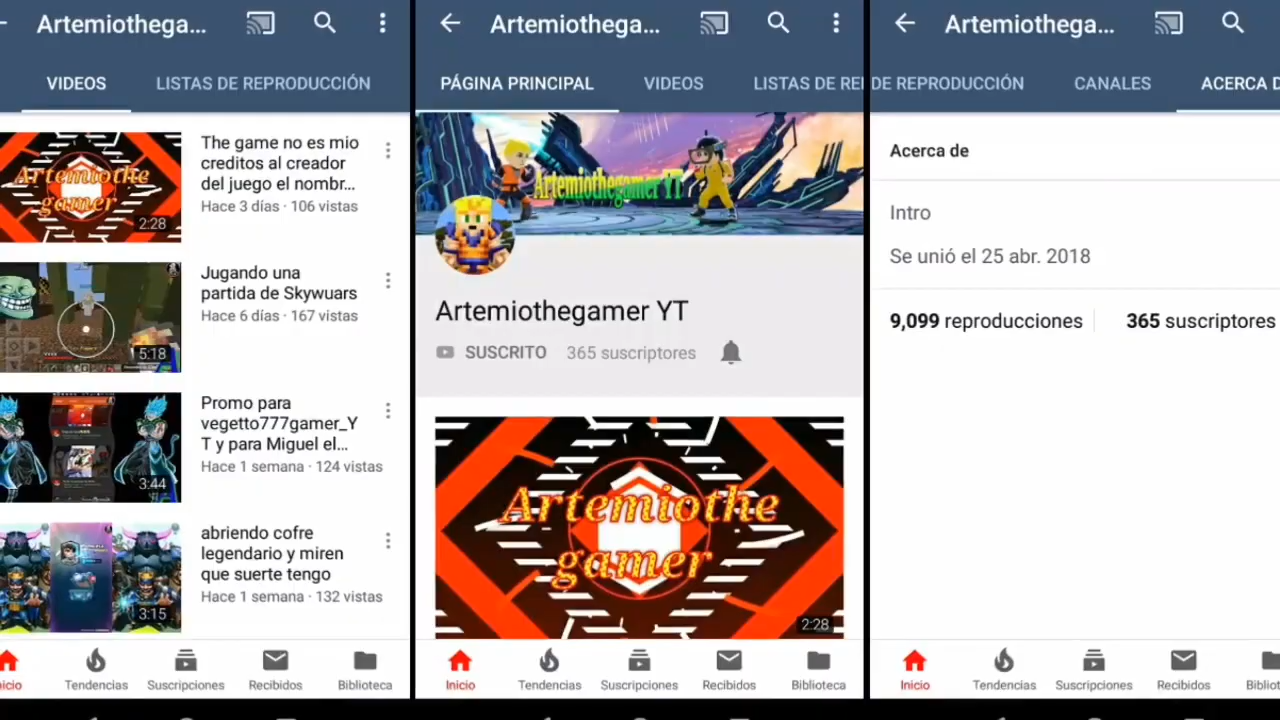 Artemiothega...
VIDEOS
LISTAS DE REPRODUCCIÓN
Artemiothe
gamer
2:28
The game no es mio
creditos al creador
del juego el nombr...
Hace 3 días · 106 vistas
5:18
Jugando una
partida de Skywuars
Hace 6 días · 167 vistas
3:44
Promo para
vegetto777gamer_Y
T y para Miguel el...
Hace 1 semana · 124 vistas
3:15
abriendo cofre
legendario y miren
que suerte tengo
Hace 1 semana · 132 vistas
nicio
Tendencias
Suscripciones
Recibidos
Biblioteca
Artemiothega...
PÁGINA PRINCIPAL
VIDEOS
LISTAS DE REI
Artemiothegamer YT
Artemiothegamer YT
SUSCRITO
365 suscriptores
Artemiothe
gamer
2:28
Inicio
Tendencias
Suscripciones
Recibidos
Biblioteca
Artemiothega...
DE REPRODUCCIÓN
CANALES
ACERCA D
Acerca de
Intro
Se unió el 25 abr. 2018
9,099 reproducciones
365 suscriptores
Inicio
Tendencias
Suscripciones
Recibidos
Bibliot